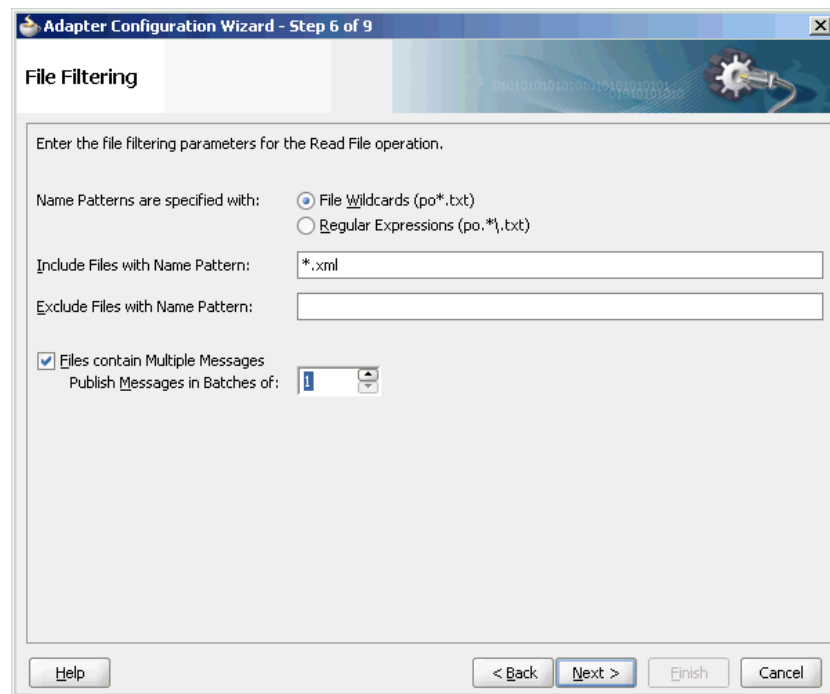 Adapter Configuration Wizard - Step 6 of 9
File Filtering
Enter the file filtering parameters for the Read File operation.
Name Patterns are specified with:
File Wildcards (po*.txt)
Regular Expressions (po.*\.txt)
Include Files with Name Pattern:
*.xml
Exclude Files with Name Pattern:
Files contain Multiple Messages
Publish Messages in Batches of:
1
Help
< Back
Next >
Finish
Cancel